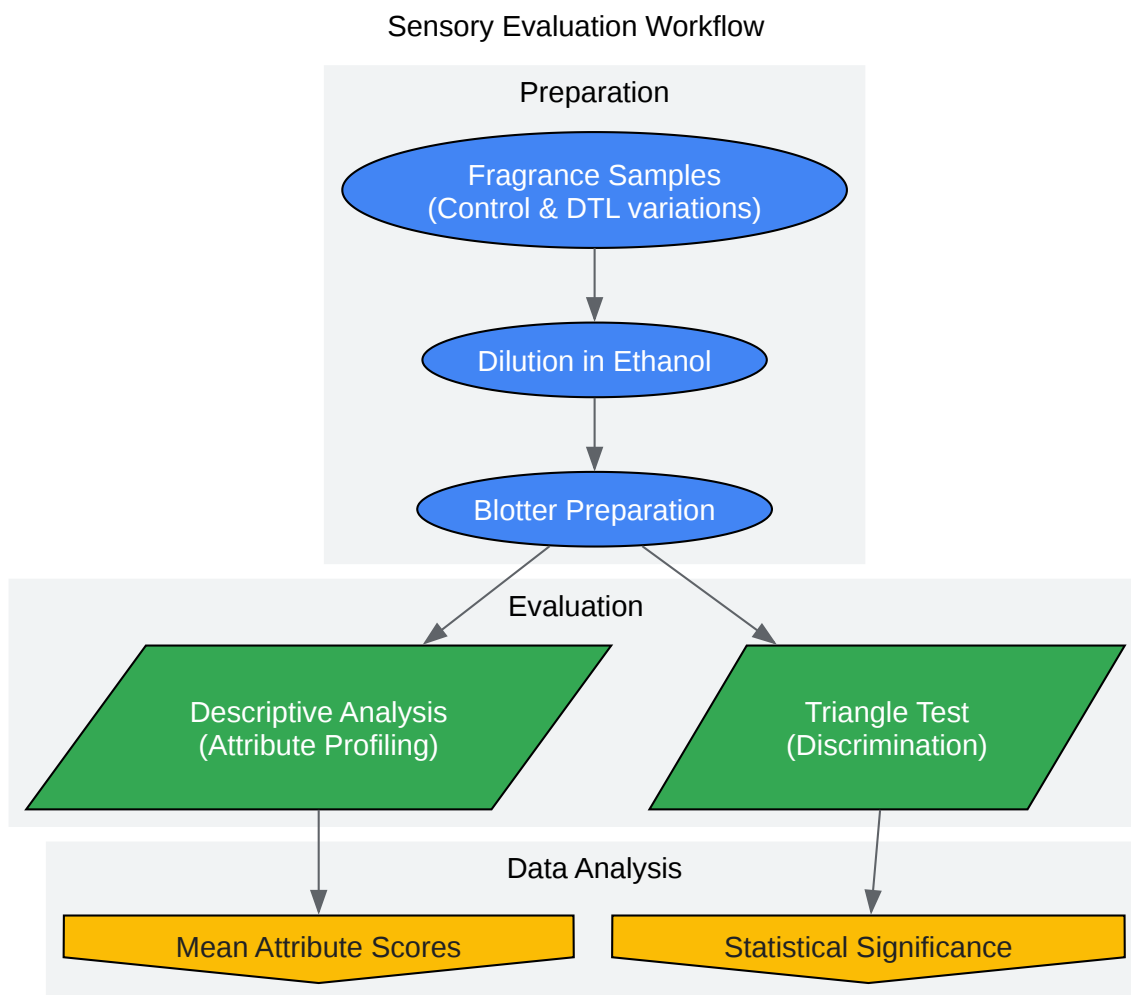 Sensory Evaluation Workflow
Preparation
Fragrance Samples
(Control & DTL variations)
Dilution in Ethanol
Blotter Preparation
Evaluation
Descriptive Analysis
(Attribute Profiling)
Triangle Test
(Discrimination)
Data Analysis
Mean Attribute Scores
Statistical Significance